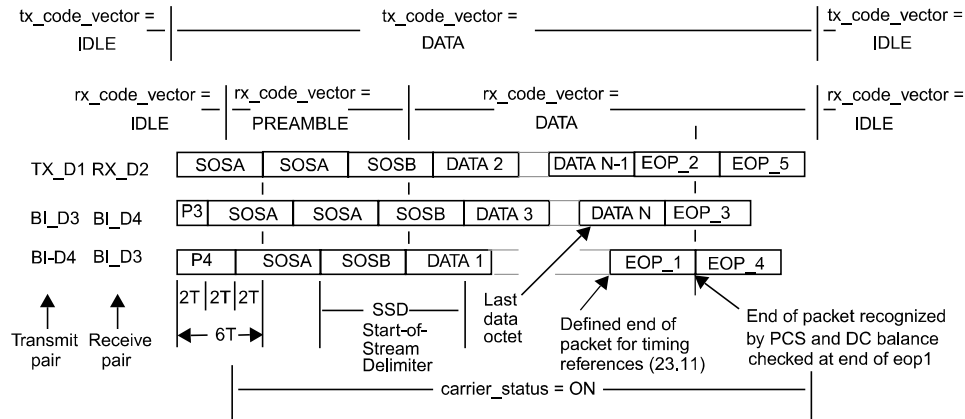 tx_code_vector = tx_code_vector = tx_code_vector =
IDLE DATA IDLE
rx_code_vector = rx_code_vector = rx_code_vector = rx_code_vector =
IDLE PREAMBLE DATA IDLE
TX_D1 RX_D2 SOSA SOSA SOSB DATA 2 DATA N-1 EOP_2 EOP_5
BI_D3 BI_D4 P3 SOSA SOSA SOSB DATA 3 DATA N EOP_3
BI-D4 BI_D3 P4 SOSA SOSB DATA 1 EOP_1 EOP_4
2T 2T 2T
6T
Transmit
pair
Receive
pair
SSD
Start-of-
Stream
Delimiter
Last
data
octet
Defined end of
packet for timing
references (23.11)
End of packet recognized
by PCS and DC balance
checked at end of eop1
carrier_status = ON